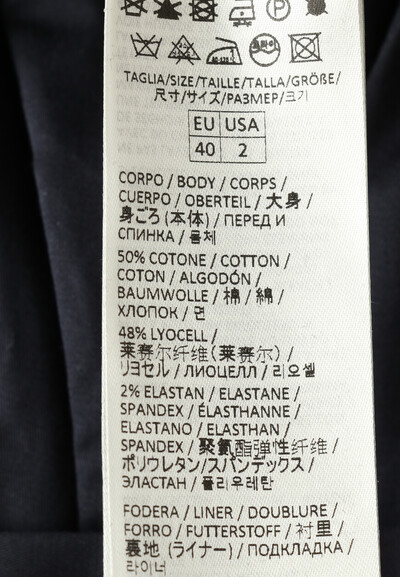 TAGLIA/SIZE/TAILLE/TALLA/GRÖßE/
尺寸/サイズ/РАЗМЕР/크기
EU USA
40 2
CORPO / BODY / CORPS /
CUERPO / OBERTEIL / 大身 /
身ごろ (本体) / ПЕРЕД И
СПИНКА / 몸체
50% COTONE / COTTON /
COTON / ALGODÓN /
BAUMWOLLE / 棉 / 綿 /
ХЛОПОК / 면
48% LYOCELL /
莱赛尔纤维 (莱赛尔) /
リヨセル / ЛИОЦЕЛЛ / 리오셀
2% ELASTAN / ELASTANE /
SPANDEX / ÉLASTHANNE /
ELASTANO / ELASTHAN /
SPANDEX / 聚氨酯弹性纤维 /
ポリウレタン/スパンデックス /
ЭЛАСТАН / 폴리우레탄
FODERA / LINER / DOUBLURE /
FORRO / FUTTERSTOFF / 衬里 /
裏地 (ライナー) / ПОДКЛАДКА /
라이너